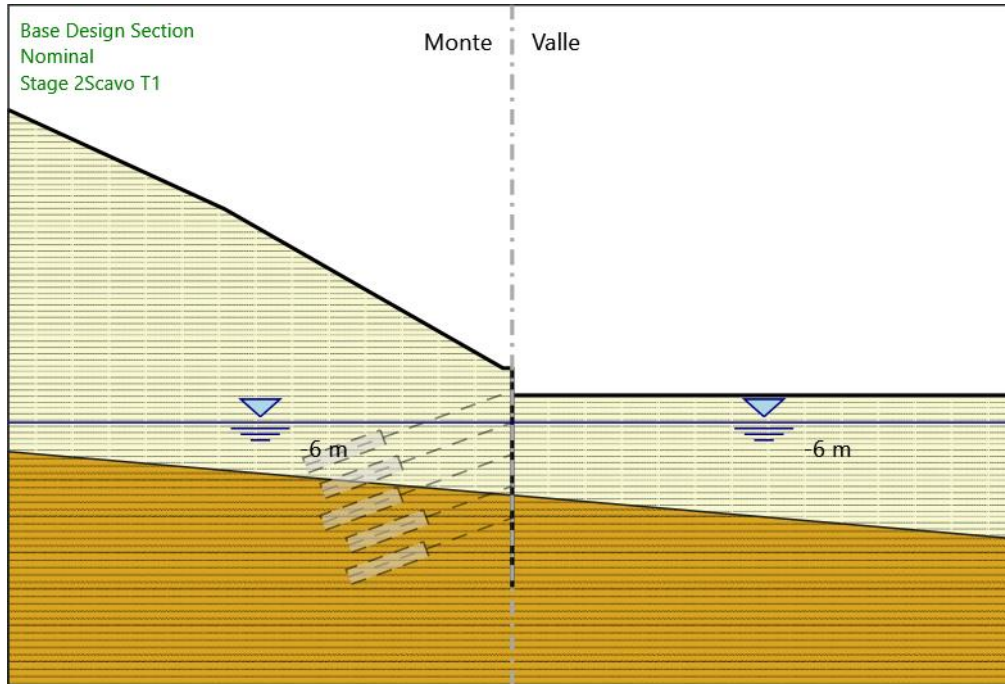 Base Design Section
Nominal
Stage 2Scavo T1
Monte
Valle
-6 m
-6 m